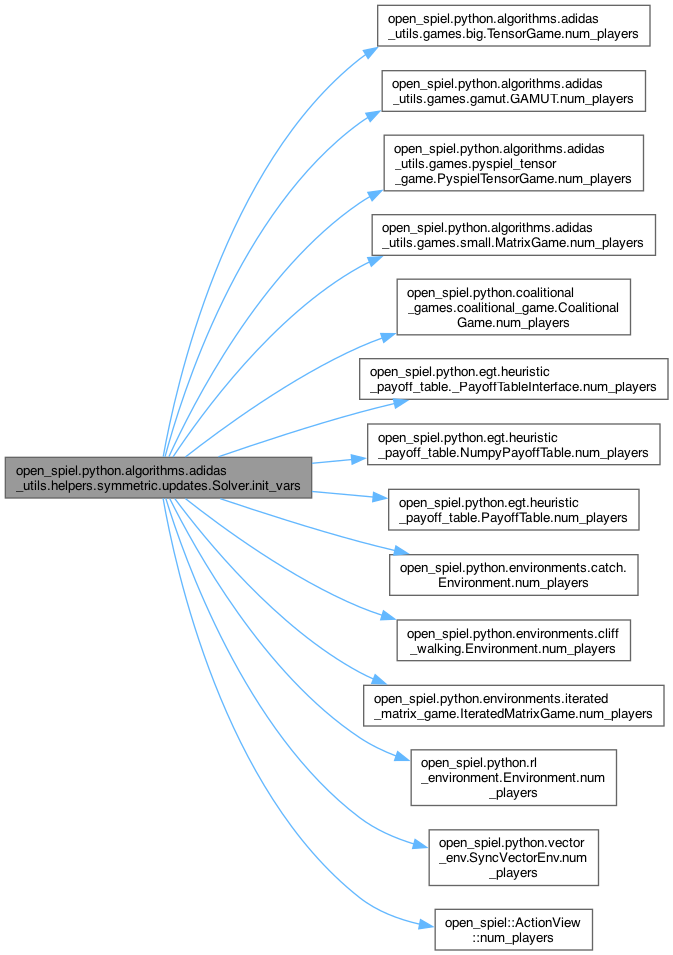 open_spiel.python.algorithms.adidas
_utils.games.big.TensorGame.num_players
open_spiel.python.algorithms.adidas
_utils.games.gamut.GAMUT.num_players
open_spiel.python.algorithms.adidas
_utils.games.pyspiel_tensor
_game.PyspielTensorGame.num_players
open_spiel.python.algorithms.adidas
_utils.games.small.MatrixGame.num_players
open_spiel.python.coalitional
_games.coalitional_game.Coalitional
Game.num_players
open_spiel.python.egt.heuristic
_payoff_table._PayoffTableInterface.num_players
open_spiel.python.egt.heuristic
_payoff_table.NumpyPayoffTable.num_players
open_spiel.python.algorithms.adidas
_utils.helpers.symmetric.updates.Solver.init_vars
open_spiel.python.egt.heuristic
_payoff_table.PayoffTable.num_players
open_spiel.python.environments.catch.
Environment.num_players
open_spiel.python.environments.cliff
_walking.Environment.num_players
open_spiel.python.environments.iterated
_matrix_game.IteratedMatrixGame.num_players
open_spiel.python.rl
_environment.Environment.num
_players
open_spiel.python.vector
_env.SyncVectorEnv.num
_players
open_spiel::ActionView
::num_players